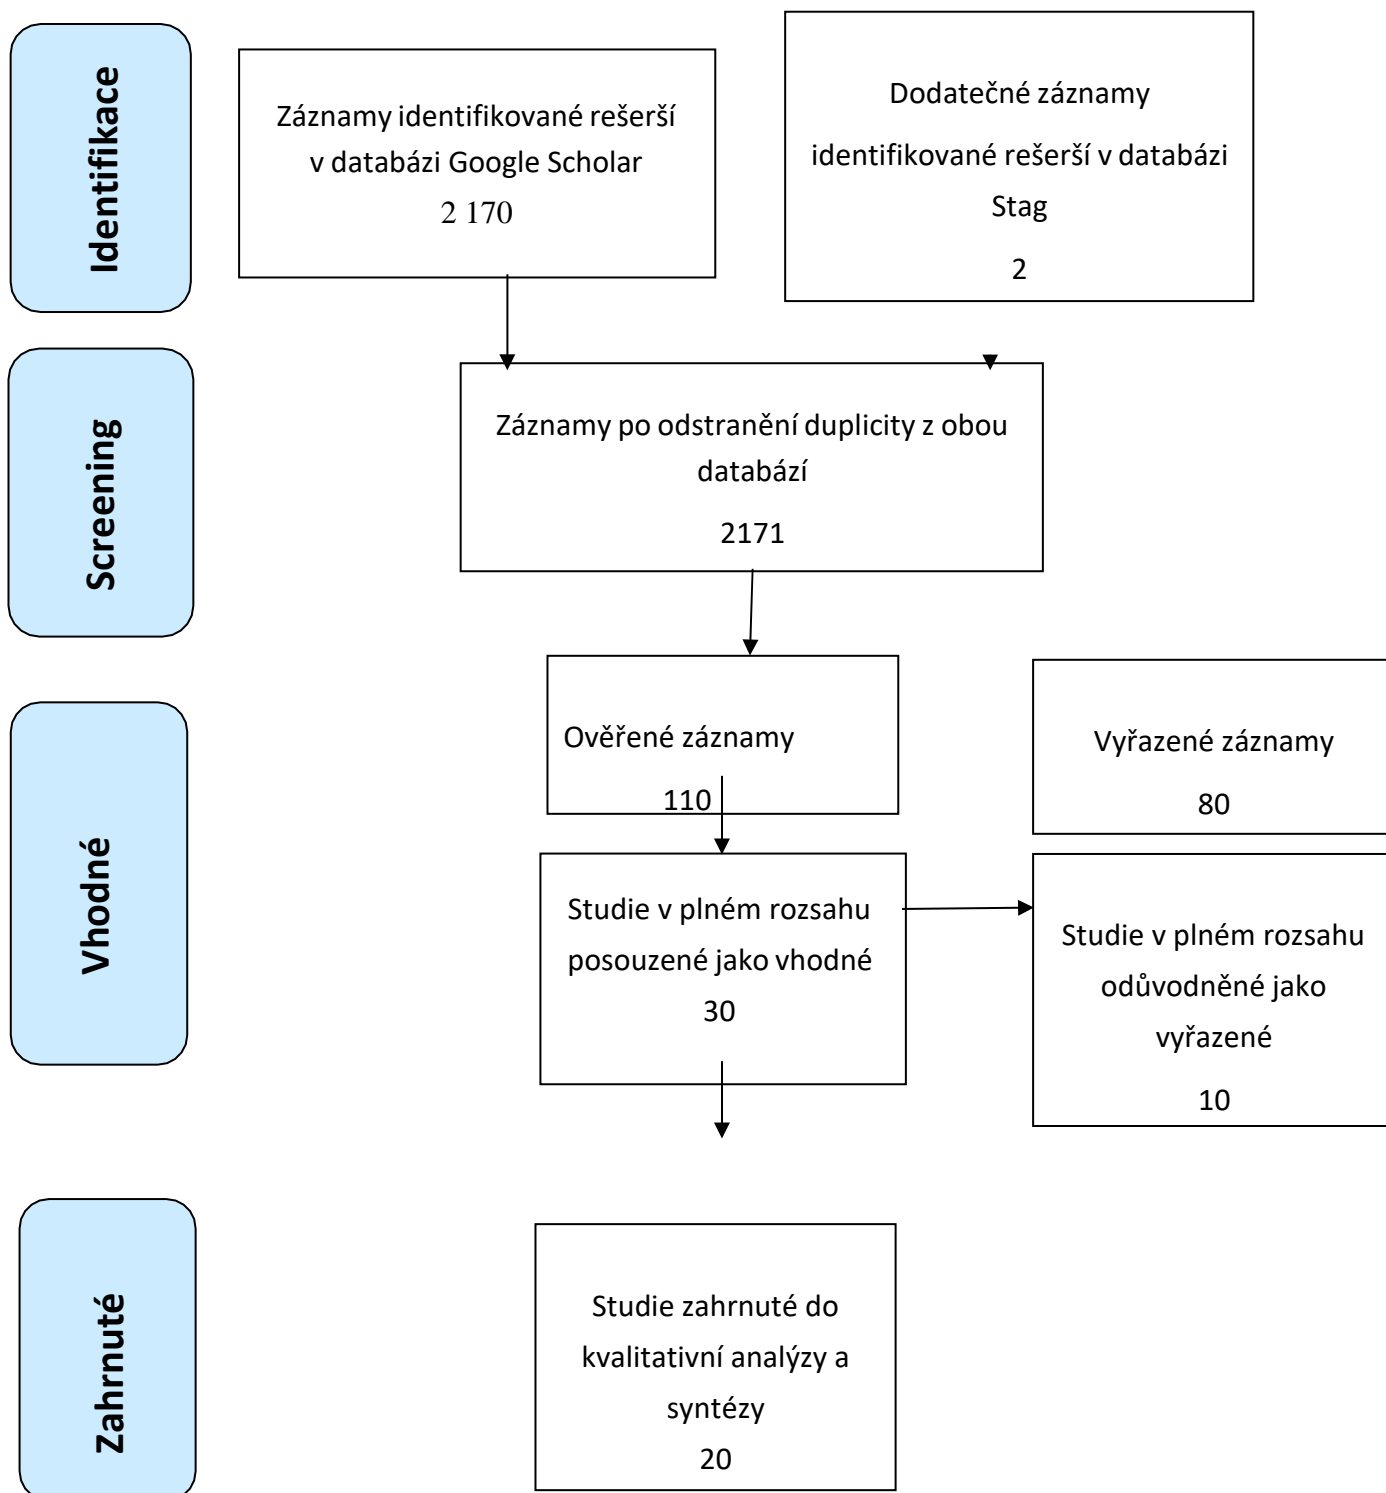 Identifikace
Záznamy identifikované rešerší
v databázi Google Scholar
2 170
Dodatečné záznamy
identifikované rešerší v databázi
Stag
2
Screening
Záznamy po odstranění duplicity z obou
databází
2171
Vhodné
Ověřené záznamy
110
Vyřazené záznamy
80
Studie v plném rozsahu
posouzené jako vhodné
30
Studie v plném rozsahu
odůvodněné jako
vyřazené
10
Zahrnuté
Studie zahrnuté do
kvalitativní analýzy a
syntézy
20